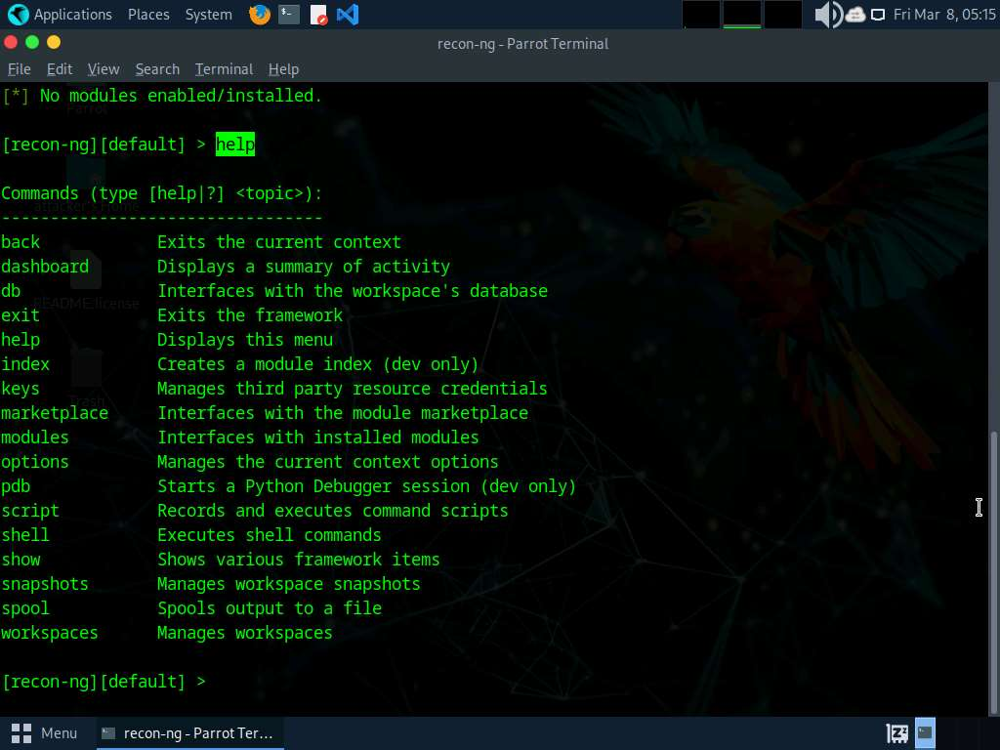 Applications Places System Fri Mar 8, 05:15
recon-ng - Parrot Terminal
File Edit View Search Terminal Help
[*] No modules enabled/installed.
Parrot
[recon-ng][default] > help
Commands (type [help|?] <topic>):
attacker's Home
---------------------------------
back Exits the current context
dashboard Displays a summary of activity
db Interfaces with the workspace's database
README.license
exit Exits the framework
help Displays this menu
index Creates a module index (dev only)
keys Manages third party resource credentials
Trash
marketplace Interfaces with the module marketplace
modules Interfaces with installed modules
options Manages the current context options
pdb Starts a Python Debugger session (dev only)
script Records and executes command scripts
shell Executes shell commands
show Shows various framework items
snapshots Manages workspace snapshots
spool Spools output to a file
workspaces Manages workspaces
[recon-ng][default] >
Menu recon-ng - Parrot Ter...